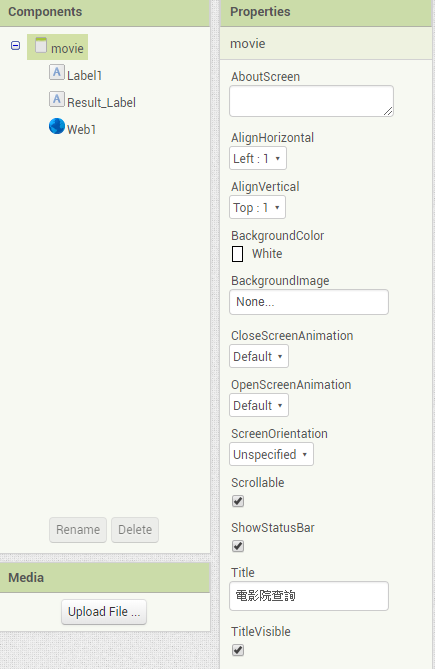 Components
movie
Label1
Result_Label
Web1
Rename
Delete
Media
Upload File ...
Properties
movie
AboutScreen
AlignHorizontal
Left : 1
AlignVertical
Top : 1
BackgroundColor
White
BackgroundImage
None...
CloseScreenAnimation
Default
OpenScreenAnimation
Default
ScreenOrientation
Unspecified
Scrollable
ShowStatusBar
Title
電影院查詢
TitleVisible